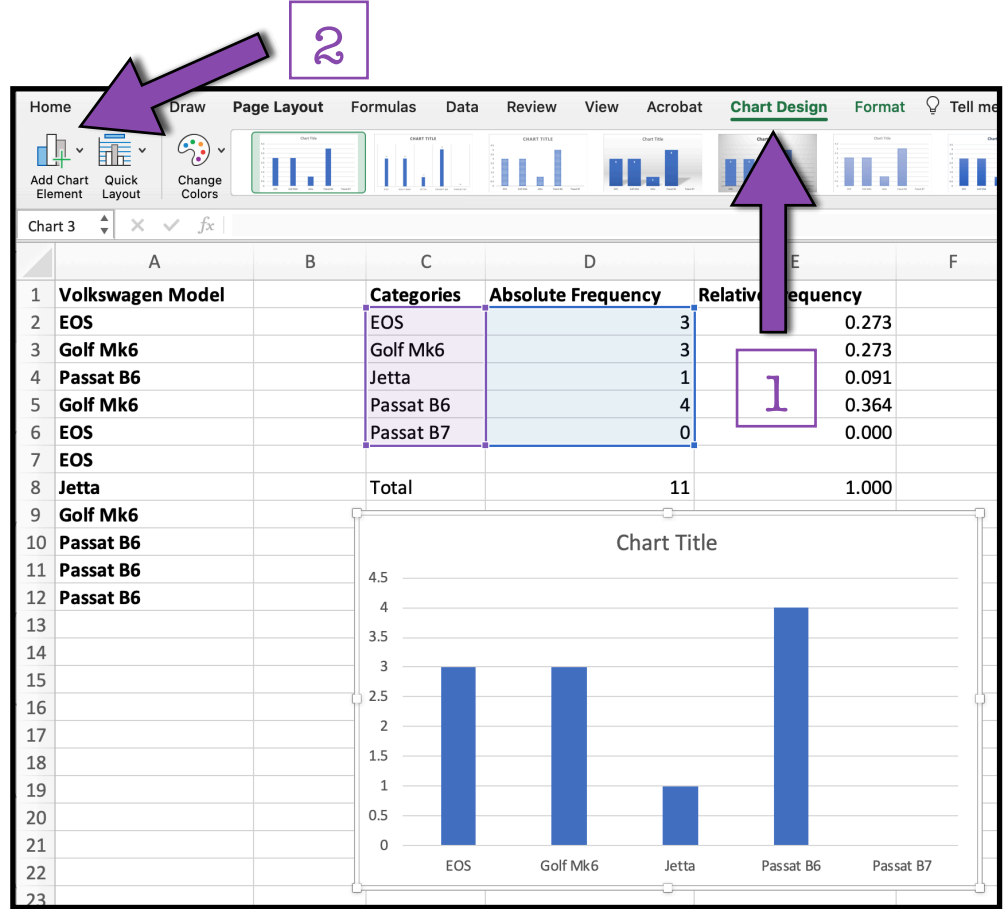 2
Home Draw Page Layout Formulas Data Review View Acrobat Chart Design Format Tell me
Add Chart Element
Quick Layout
Change Colors
Chart 3 fx
A B C D E F
1 Volkswagen Model Categories Absolute Frequency Relative Frequency
2 EOS EOS 3 0.273
3 Golf Mk6 Golf Mk6 3 0.273
4 Passat B6 Jetta 1 0.091
5 Golf Mk6 Passat B6 4 0.364
6 EOS Passat B7 0 0.000
1
7 EOS
8 Jetta Total 11 1.000
9 Golf Mk6
10 Passat B6
11 Passat B6
12 Passat B6
13
14
15
16
17
18
19
20
21
22
23
Chart Title
4.5
4
3.5
3
2.5
2
1.5
1
0.5
0
EOS Golf Mk6 Jetta Passat B6 Passat B7